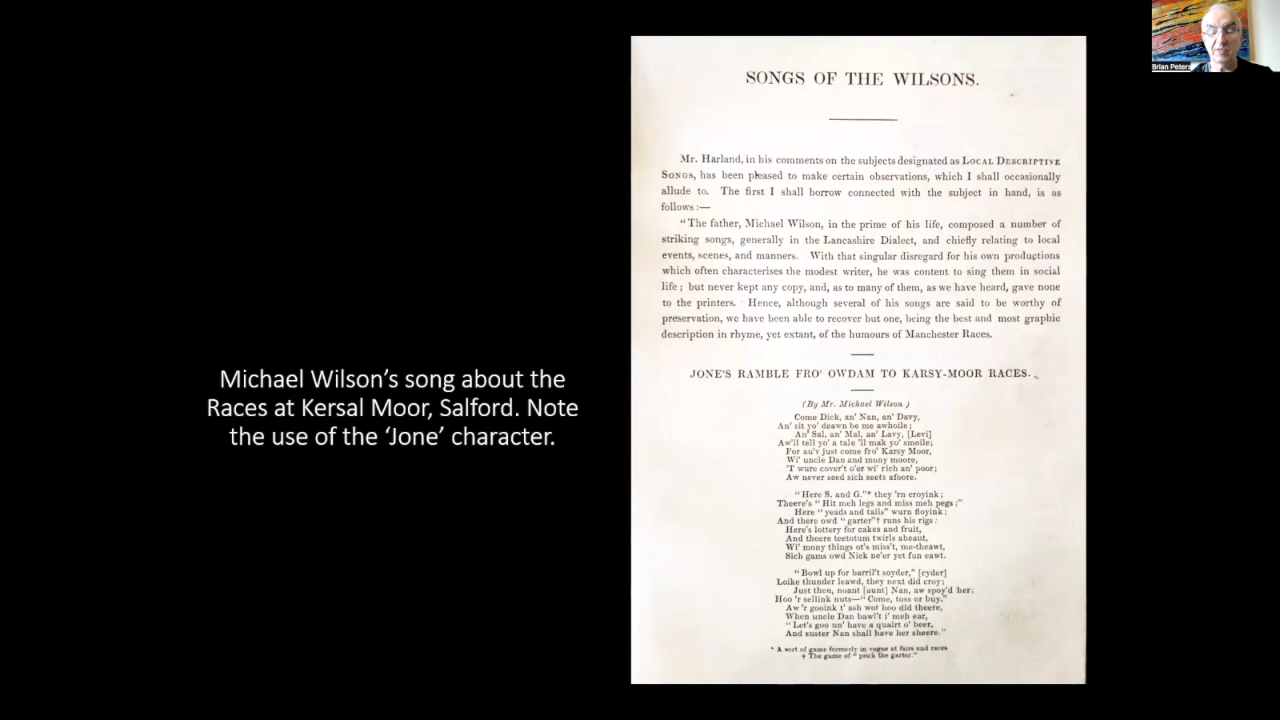 Brian Peters
SONGS OF THE WILSONS.
Mr. Harland, in his comments on the subjects designated as LOCAL DESCRIPTIVE
SONGS, has been pleased to make certain observations, which I shall occasionally
allude to. The first I shall borrow connected with the subject in hand, is as
follows :—
"The father, Michael Wilson, in the prime of his life, composed a number of
striking songs, generally in the Lancashire Dialect, and chiefly relating to local
events, scenes, and manners. With that singular disregard for his own productions
which often characterises the modest writer, he was content to sing them in social
life ; but never kept any copy, and, as to many of them, as we have heard, gave none
to the printers. Hence, although several of his songs are said to be worthy of
preservation, we have been able to recover but one, being the best and most graphic
description in rhyme, yet extant, of the humours of Manchester Races.
JONE'S RAMBLE FRO' OWDAM TO KARSY-MOOR RACES.
(By Mr. Michael Wilson )
Come Dick, an' Nan, an' Davy,
An' sit yo' deawn be me awhoile ;
An' Sal, an' Mal, an' Lavy, [Levi]
Aw'll tell yo' a tale 'll mak yo' smoile;
For au'v just come fro' Karsy Moor,
Wi' uncle Dan and mony moore,
'T wure cover't o'er wi' rich an' poor;
Aw never seed sich seets afoore.
"Here S. and G."* they 'rn croyink ;
Theere's "Hit meh legs and miss meh pegs ;"
Here "yeads and tails" wurn floyink ;
And there owd "garter"† runs his rigs :
Here's lottery for cakes and fruit,
And theere teetotum twirls abeaut,
Wi' mony things ot's miss't, me-theawt,
Sich gams owd Nick ne'er yet fun eawt.
"Bowl up for barril't soyder," [cyder]
Loike thunder leawd, they next did croy;
Just then, noant [aunt] Nan, aw spoy'd her;
Hoo 'r sellink nuts—"Come, toss or buy."
Aw 'r gooink t' ash wot hoo did theere,
When uncle Dan bawl't i' meh ear,
"Let's goo un' have a quairt o' beer,
And suster Nan shall have her sheere."
* A sort of game formerly in vogue at fairs and races.
† The game of "prick the garter."
Michael Wilson's song about the
Races at Kersal Moor, Salford. Note
the use of the 'Jone' character.